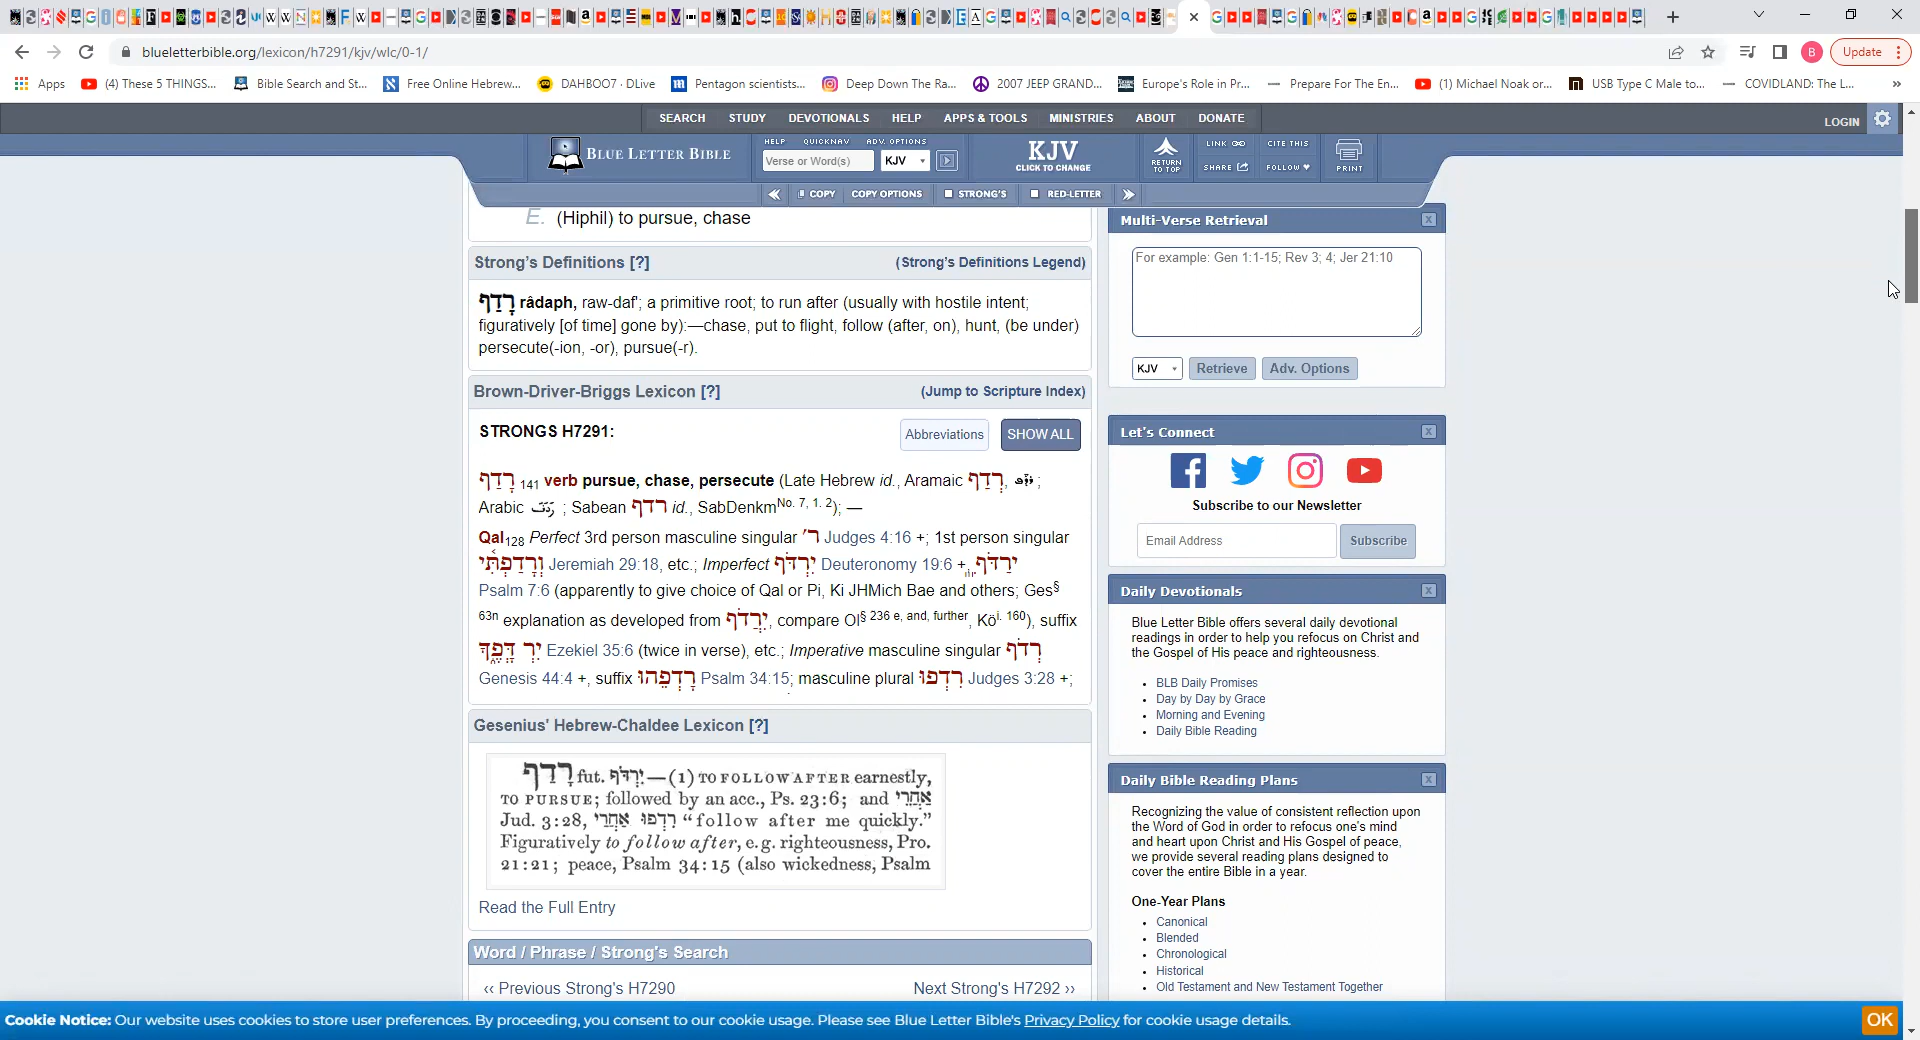 blueletterbible.org/lexicon/h7291/kjv/wlc/0-1/
B
Update
Apps
(4) These 5 THINGS...
Bible Search and St...
Free Online Hebrew...
DAHBOO7 · DLive
Pentagon scientists...
Deep Down The Ra...
2007 JEEP GRAND...
Europe's Role in Pr...
Prepare For The En...
(1) Michael Noak or...
USB Type C Male to...
COVIDLAND: The L...
SEARCH STUDY DEVOTIONALS HELP APPS & TOOLS MINISTRIES ABOUT DONATE
LOGIN
BLUE LETTER BIBLE
HELP QUICKNAV ADV. OPTIONS
Verse or Word(s)
KJV
KJV
CLICK TO CHANGE
RETURN
TO TOP
LINK
SHARE
CITE THIS
FOLLOW
PRINT
COPY COPY OPTIONS STRONG'S RED-LETTER
E. (Hiphil) to pursue, chase
Strong's Definitions [?] (Strong's Definitions Legend)
רָדַף râdaph, raw-daf'; a primitive root; to run after (usually with hostile intent;
figuratively [of time] gone by):—chase, put to flight, follow (after, on), hunt, (be under)
persecute(-ion, -or), pursue(-r).
Brown-Driver-Briggs Lexicon [?] (Jump to Scripture Index)
STRONGS H7291:
Abbreviations
SHOW ALL
רָדַף 141 verb pursue, chase, persecute (Late Hebrew id., Aramaic רְדַף, ;
Arabic ; Sabean רדף id., SabDenkm No. 7, 1. 2); —
Qal128 Perfect 3rd person masculine singular ר׳ Judges 4:16 +; 1st person singular
וְרָדַפְתִּי Jeremiah 29:18, etc.; Imperfect יִרְדֹּף Deuteronomy 19:6 +,
Psalm 7:6 (apparently to give choice of Qal or Pi, Ki JHMich Bae and others; Ges§
63n explanation as developed from compare Ol§ 236 e, and, further, Köi. 160), suffix
Ezekiel 35:6 (twice in verse), etc.; Imperative masculine singular רְדֹף
Genesis 44:4 +, suffix רָדְפֵהוּ Psalm 34:15; masculine plural רִדְפוּ Judges 3:28 +;
Gesenius' Hebrew-Chaldee Lexicon [?]
רָדַף fut. יִרְדֹּף—(1) TO FOLLOW AFTER earnestly,
TO PURSUE; followed by an acc., Ps. 23:6; and אַחֲרֵי
Jud. 3:28, רִדְפוּ אַחֲרַי "follow after me quickly."
Figuratively to follow after, e. g. righteousness, Pro.
21:21; peace, Psalm 34:15 (also wickedness, Psalm
Read the Full Entry
Word / Phrase / Strong's Search
‹‹ Previous Strong's H7290 Next Strong's H7292 ››
Multi-Verse Retrieval
For example: Gen 1:1-15; Rev 3; 4; Jer 21:10
KJV
Retrieve
Adv. Options
Let's Connect
Subscribe to our Newsletter
Email Address
Subscribe
Daily Devotionals
Blue Letter Bible offers several daily devotional
readings in order to help you refocus on Christ and
the Gospel of His peace and righteousness.
BLB Daily Promises
Day by Day by Grace
Morning and Evening
Daily Bible Reading
Daily Bible Reading Plans
Recognizing the value of consistent reflection upon
the Word of God in order to refocus one's mind
and heart upon Christ and His Gospel of peace,
we provide several reading plans designed to
cover the entire Bible in a year.
One-Year Plans
Canonical
Blended
Chronological
Historical
Old Testament and New Testament Together
Cookie Notice: Our website uses cookies to store user preferences. By proceeding, you consent to our cookie usage. Please see Blue Letter Bible's Privacy Policy for cookie usage details.
OK